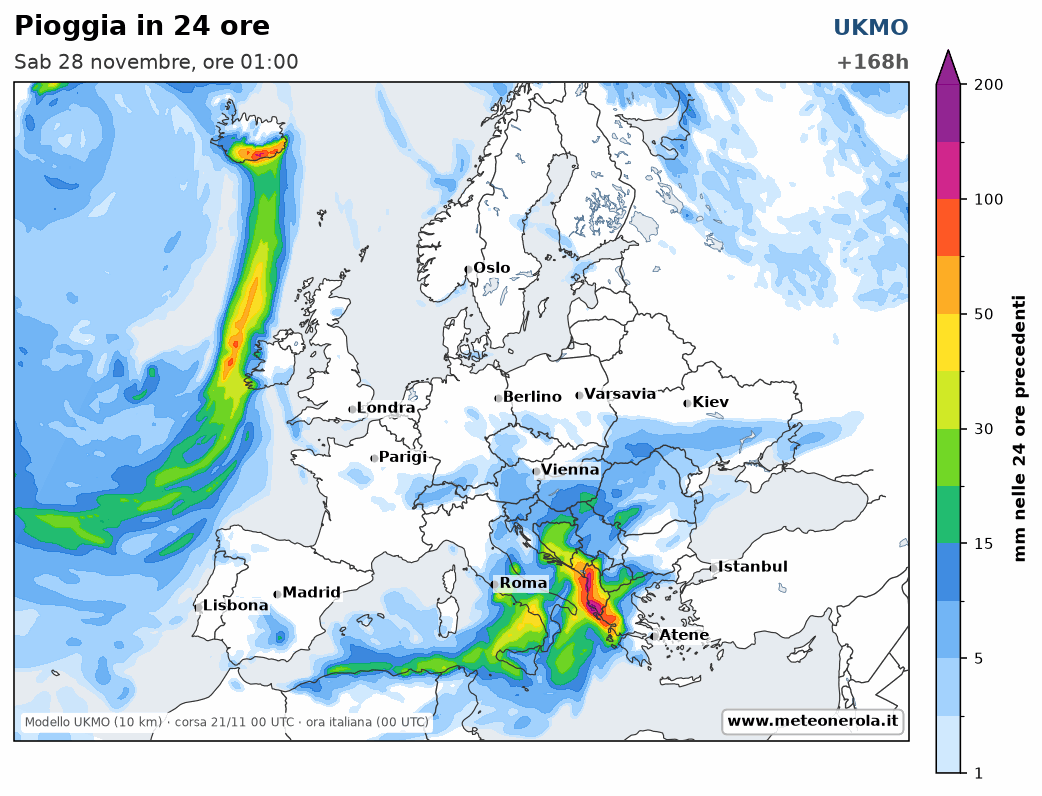 Pioggia in 24 ore
UKMO
Sab 28 novembre, ore 01:00
+168h
200
100
50
30
15
5
1
mm nelle 24 ore precedenti
Oslo
Berlino
Varsavia
Kiev
Londra
Parigi
Vienna
Istanbul
Roma
Madrid
Lisbona
Atene
Modello UKMO (10 km) · corsa 21/11 00 UTC · ora italiana (00 UTC)
www.meteonerola.it